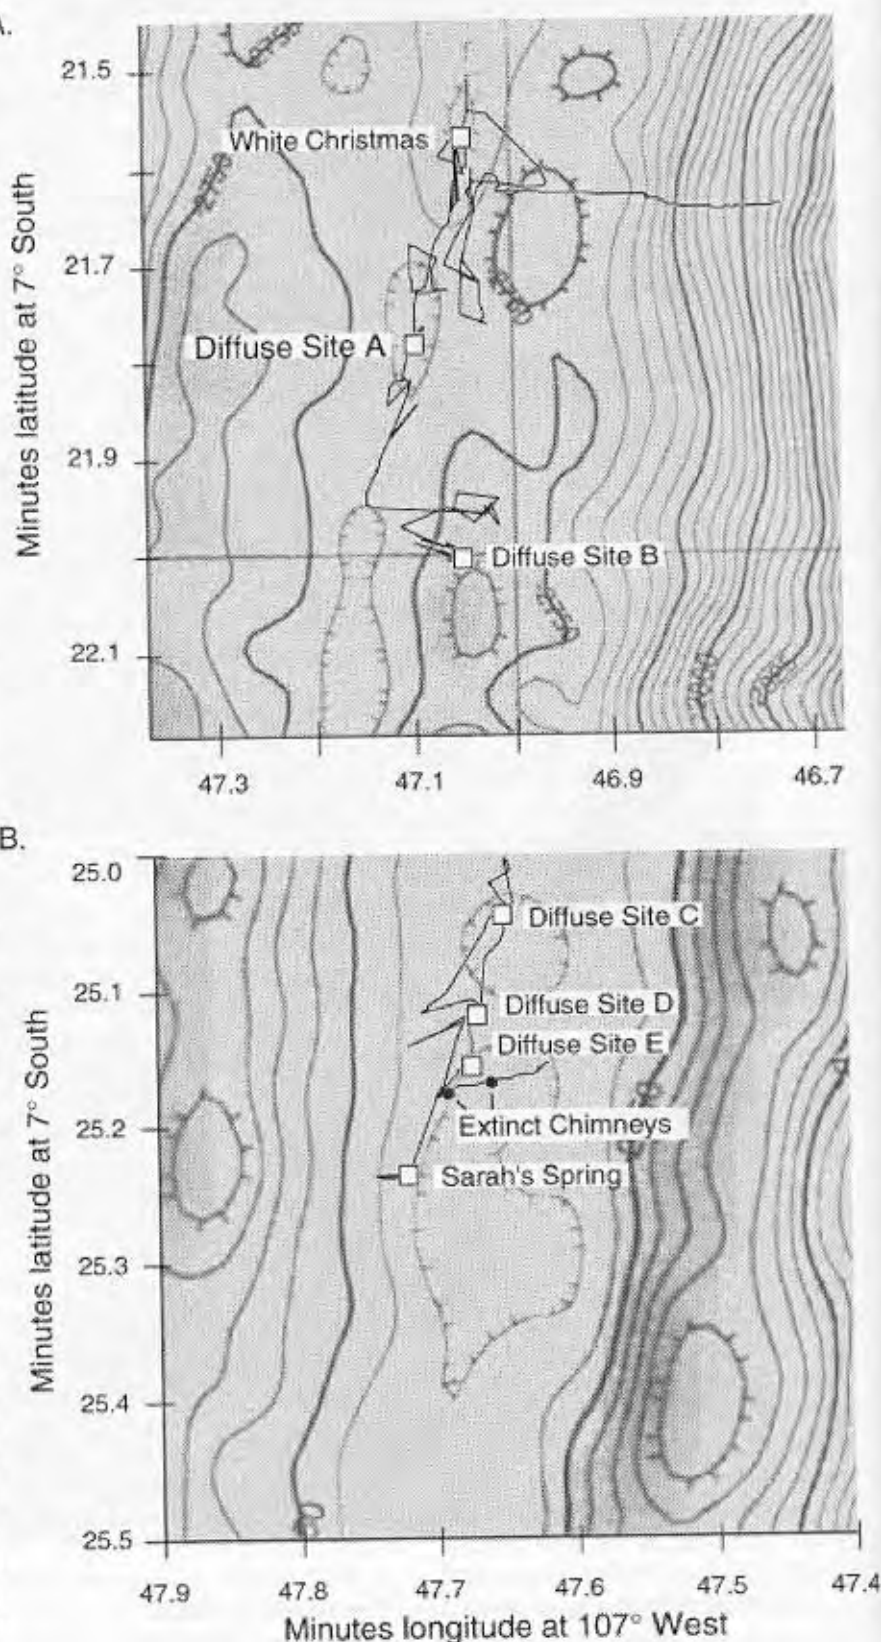 A.
21.5
21.7
21.9
22.1
Minutes latitude at 7° South
White Christmas
Diffuse Site A
Diffuse Site B
2750
47.3
47.1
46.9
46.7
B.
25.0
25.1
25.2
25.3
25.4
25.5
Minutes latitude at 7° South
Diffuse Site C
Diffuse Site D
Diffuse Site E
Extinct Chimneys
Sarah's Spring
47.9
47.8
47.7
47.6
47.5
47.4
Minutes longitude at 107° West